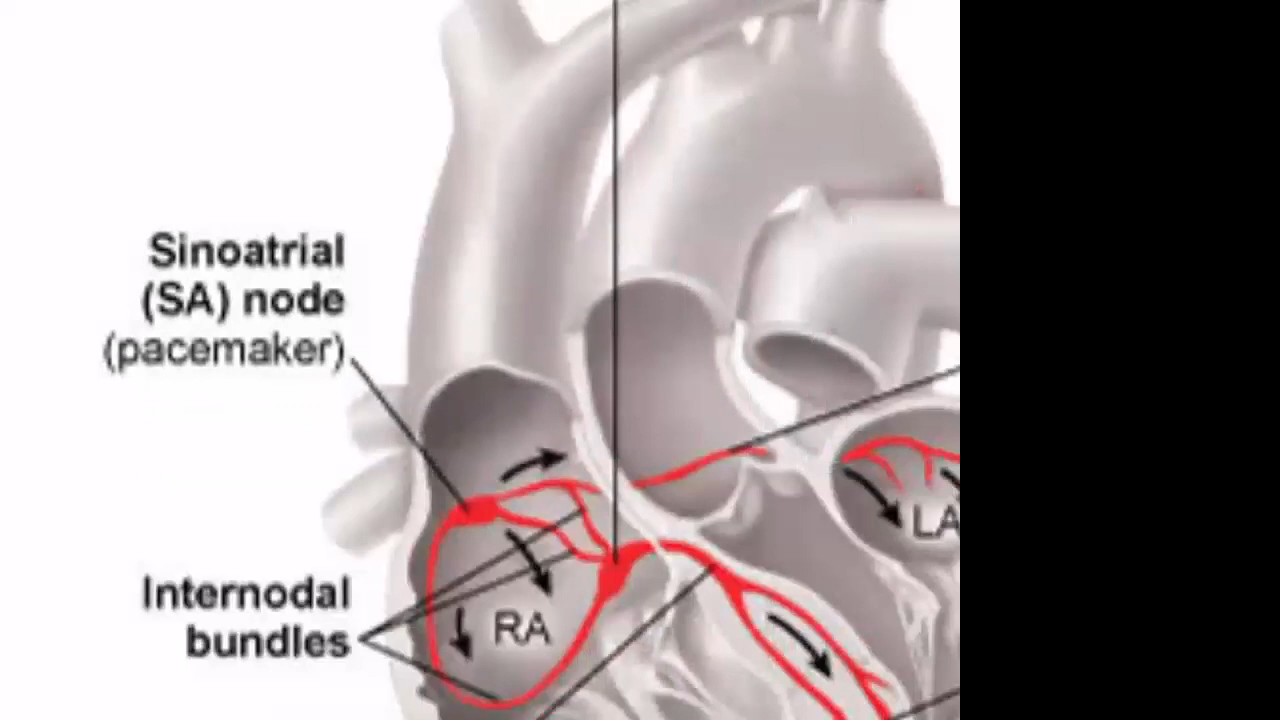 Sinoatrial
(SA) node
(pacemaker)
LA
Internodal
bundles
RA